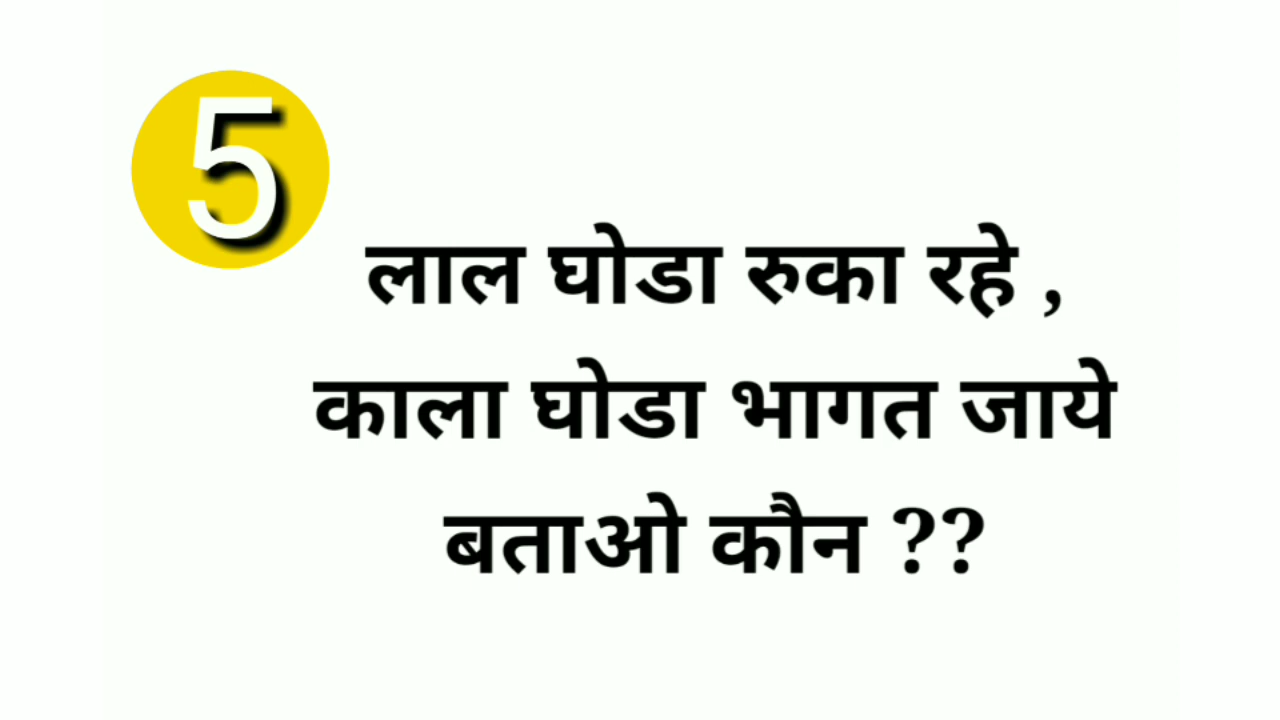 5
लाल घोडा रुका रहे ,
काला घोडा भागत जाये
बताओ कौन ??